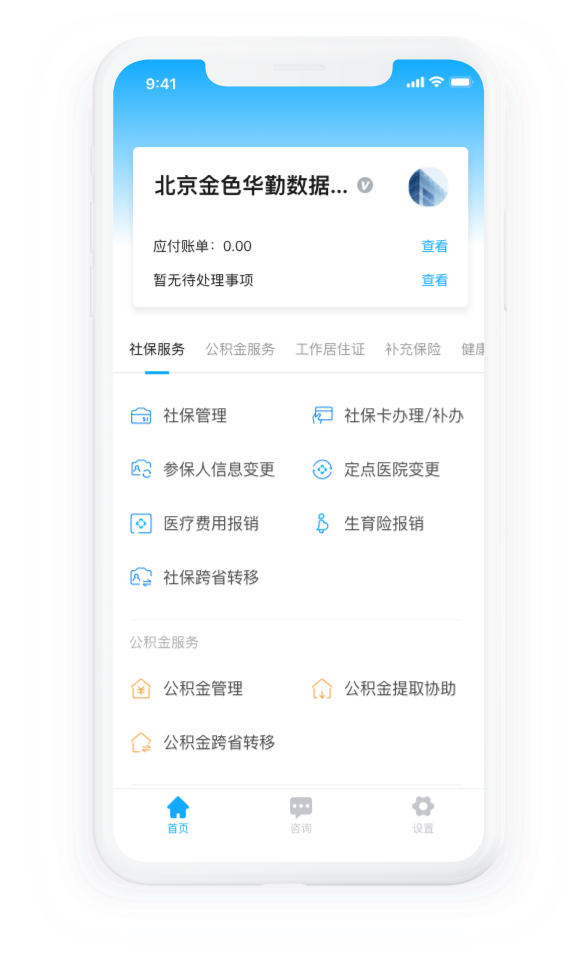 9:41
北京金色华勤数据...
应付账单：0.00 查看
暂无待处理事项 查看
社保服务 公积金服务 工作居住证 补充保险 健康
社保管理 社保卡办理/补办
参保人信息变更 定点医院变更
医疗费用报销 生育险报销
社保跨省转移
公积金服务
公积金管理 公积金提取协助
公积金跨省转移
首页 咨询 设置